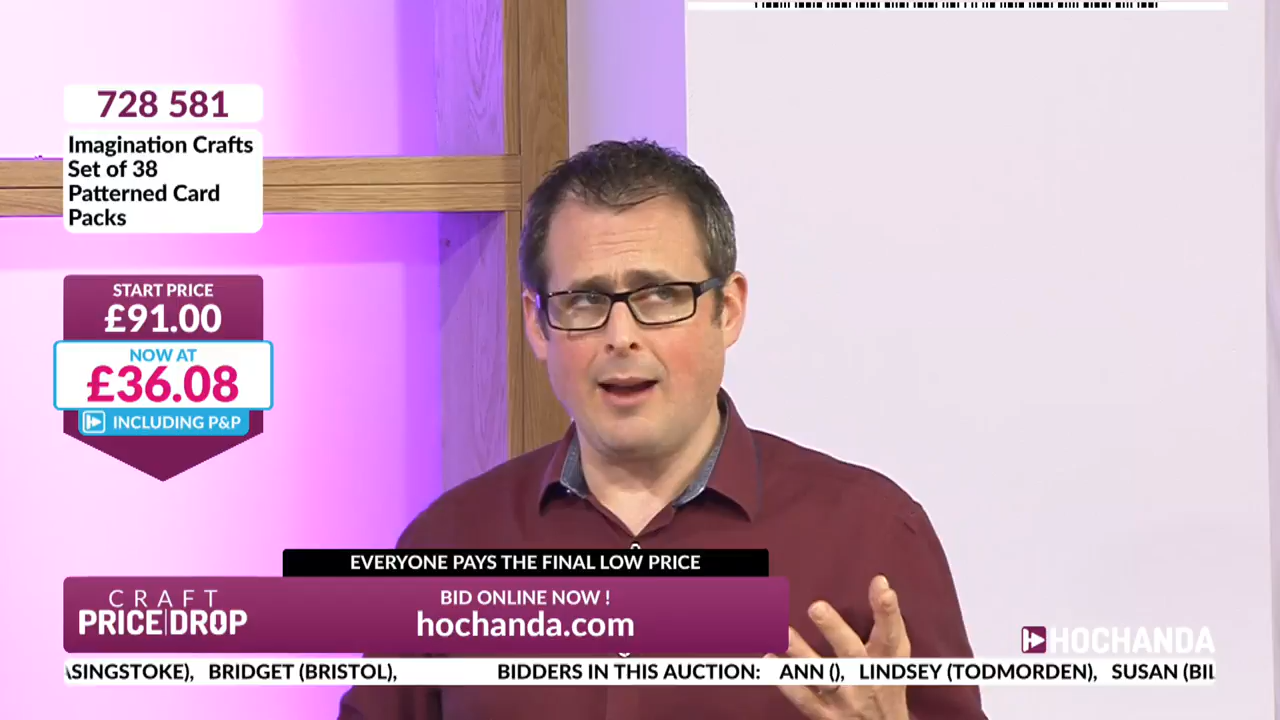 728 581
Imagination Crafts
Set of 38
Patterned Card
Packs
START PRICE
£91.00
NOW AT
£36.08
INCLUDING P&P
EVERYONE PAYS THE FINAL LOW PRICE
CRAFT
PRICE DROP
BID ONLINE NOW !
hochanda.com
HOCHANDA
BRIDGET (BRISTOL), BIDDERS IN THIS AUCTION: ANN (), LINDSEY (TODMORDEN), SUSAN